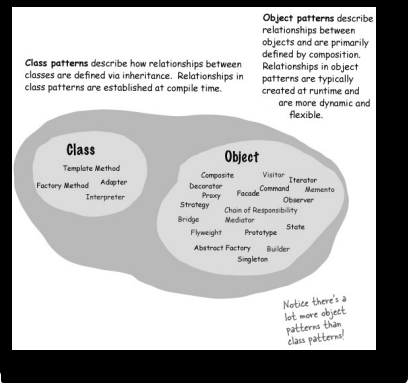 Object patterns describe
relationships between
objects and are primarily
defined by composition.
Relationships in object
patterns are typically
created at runtime and
are more dynamic and
flexible.
Class patterns describe how relationships between
classes are defined via inheritance. Relationships in
class patterns are established at compile time.
Class
Template Method
Factory Method Adapter
Interpreter
Object
Composite Visitor Iterator
Decorator Command Memento
Proxy Facade Observer
Strategy Chain of Responsibility
Bridge Mediator State
Flyweight Prototype
Abstract Factory Builder
Singleton
Notice there's a
lot more object
patterns than
class patterns!